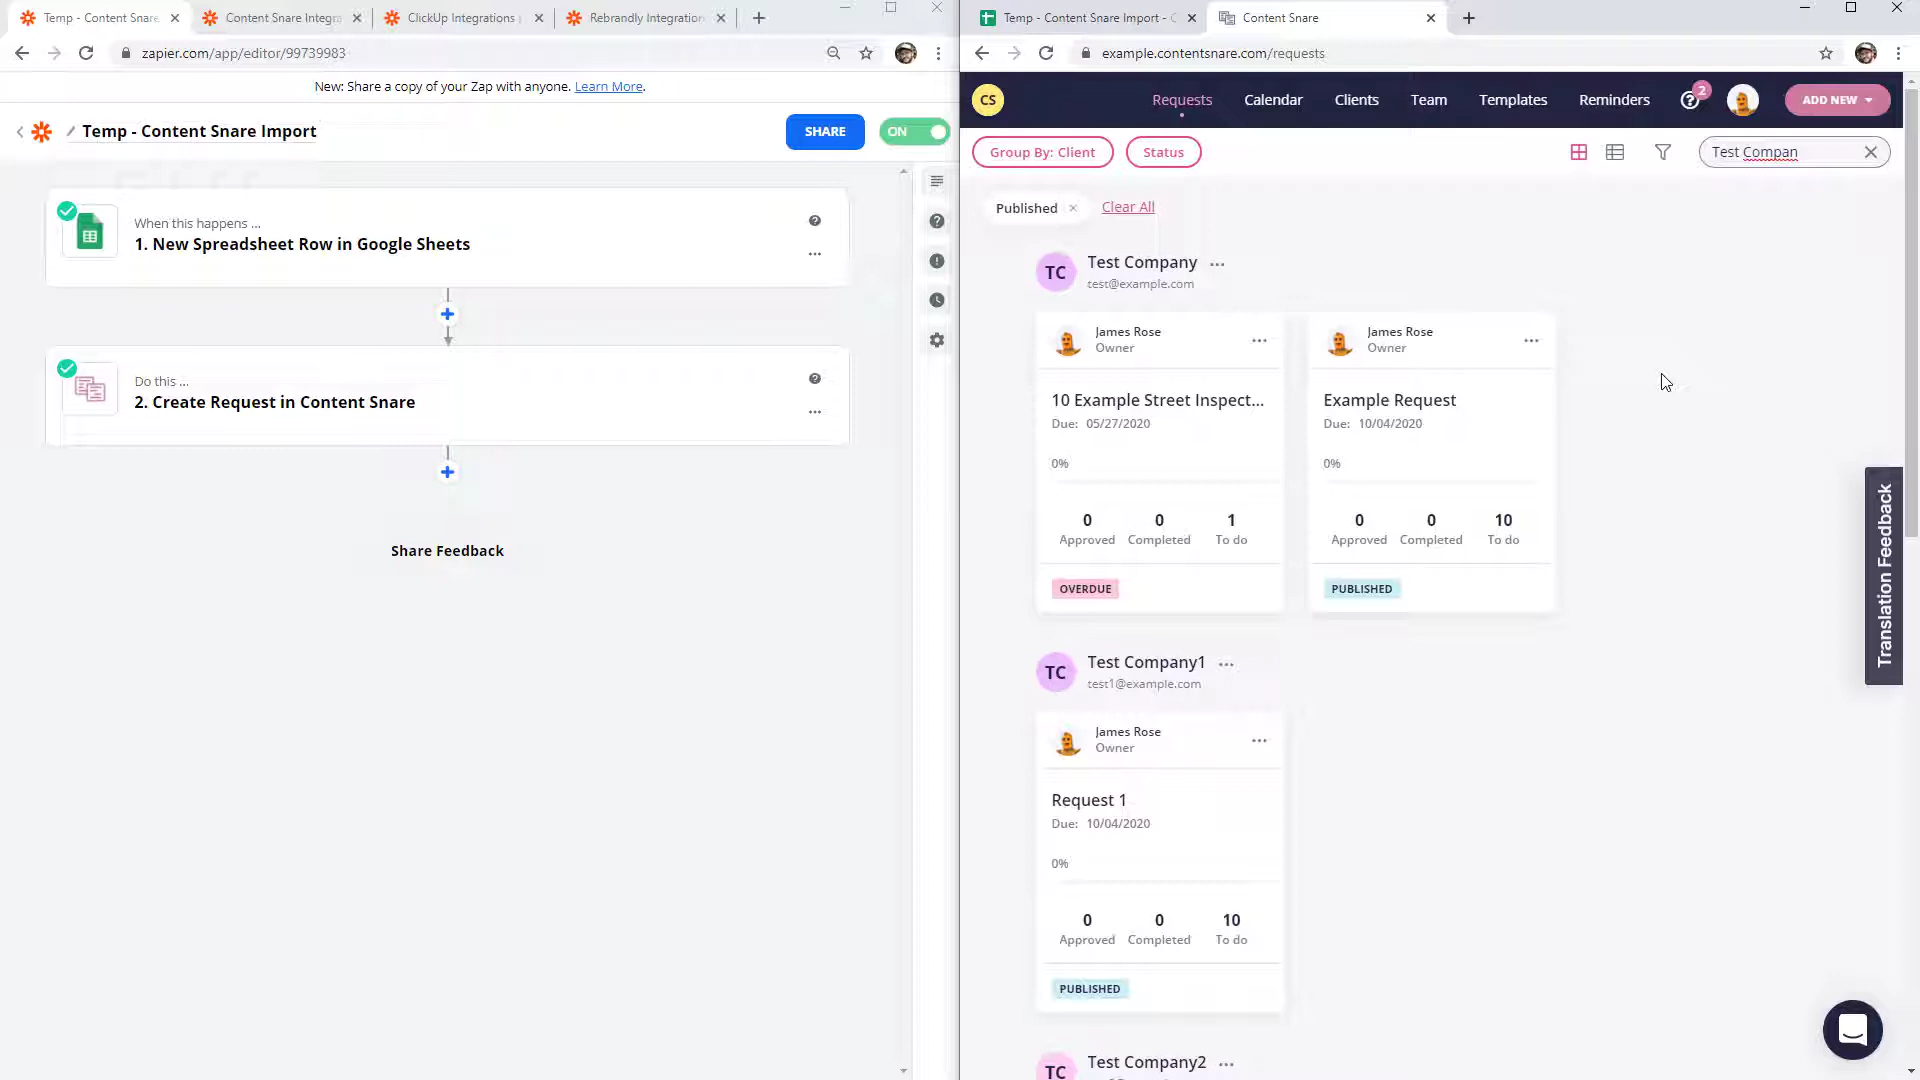 Temp - Content Snare
Content Snare Integra
ClickUp Integrations
Rebrandly Integration
zapier.com/app/editor/99739983
New: Share a copy of your Zap with anyone. Learn More.
Temp - Content Snare Import
SHARE
ON
When this happens ...
1. New Spreadsheet Row in Google Sheets
Do this ...
2. Create Request in Content Snare
Share Feedback
Temp - Content Snare Import -
Content Snare
example.contentsnare.com/requests
CS
Requests
Calendar
Clients
Team
Templates
Reminders
2
ADD NEW
Group By: Client
Status
Test Compan
Published
Clear All
TC
Test Company
test@example.com
James Rose
Owner
10 Example Street Inspect...
Due: 05/27/2020
0%
0
Approved
0
Completed
1
To do
OVERDUE
James Rose
Owner
Example Request
Due: 10/04/2020
0%
0
Approved
0
Completed
10
To do
PUBLISHED
TC
Test Company1
test1@example.com
James Rose
Owner
Request 1
Due: 10/04/2020
0%
0
Approved
0
Completed
10
To do
PUBLISHED
TC
Test Company2
Translation Feedback